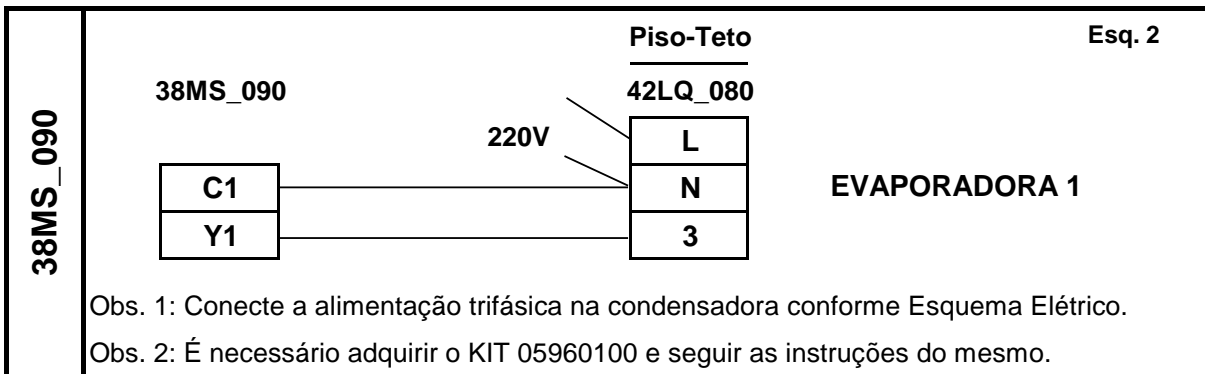 38MS_090
Piso-Teto
Esq. 2
38MS_090
42LQ_080
220V
L
C1
N
EVAPORADORA 1
Y1
3
Obs. 1: Conecte a alimentação trifásica na condensadora conforme Esquema Elétrico.
Obs. 2: É necessário adquirir o KIT 05960100 e seguir as instruções do mesmo.